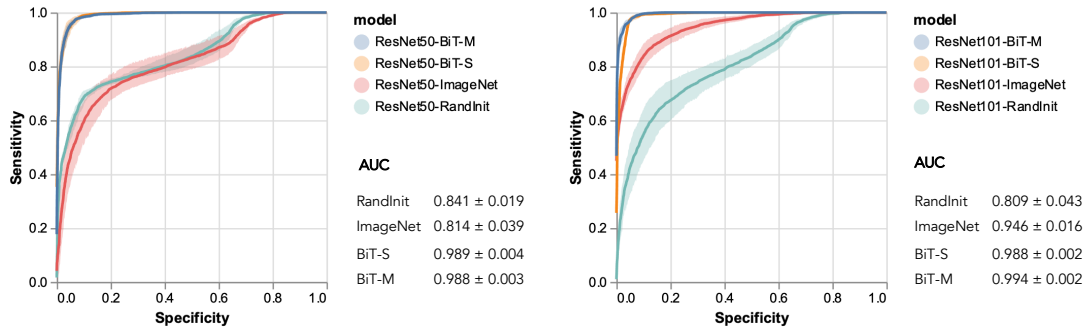 1.0
0.8
0.6
0.4
0.2
0.0
Sensitivity
0.0 0.2 0.4 0.6 0.8 1.0
Specificity
model
ResNet50-BiT-M
ResNet50-BiT-S
ResNet50-ImageNet
ResNet50-RandInit
AUC
RandInit 0.841 ± 0.019
ImageNet 0.814 ± 0.039
BiT-S 0.989 ± 0.004
BiT-M 0.988 ± 0.003
1.0
0.8
0.6
0.4
0.2
0.0
Sensitivity
0.0 0.2 0.4 0.6 0.8 1.0
Specificity
model
ResNet101-BiT-M
ResNet101-BiT-S
ResNet101-ImageNet
ResNet101-RandInit
AUC
RandInit 0.809 ± 0.043
ImageNet 0.946 ± 0.016
BiT-S 0.988 ± 0.002
BiT-M 0.994 ± 0.002